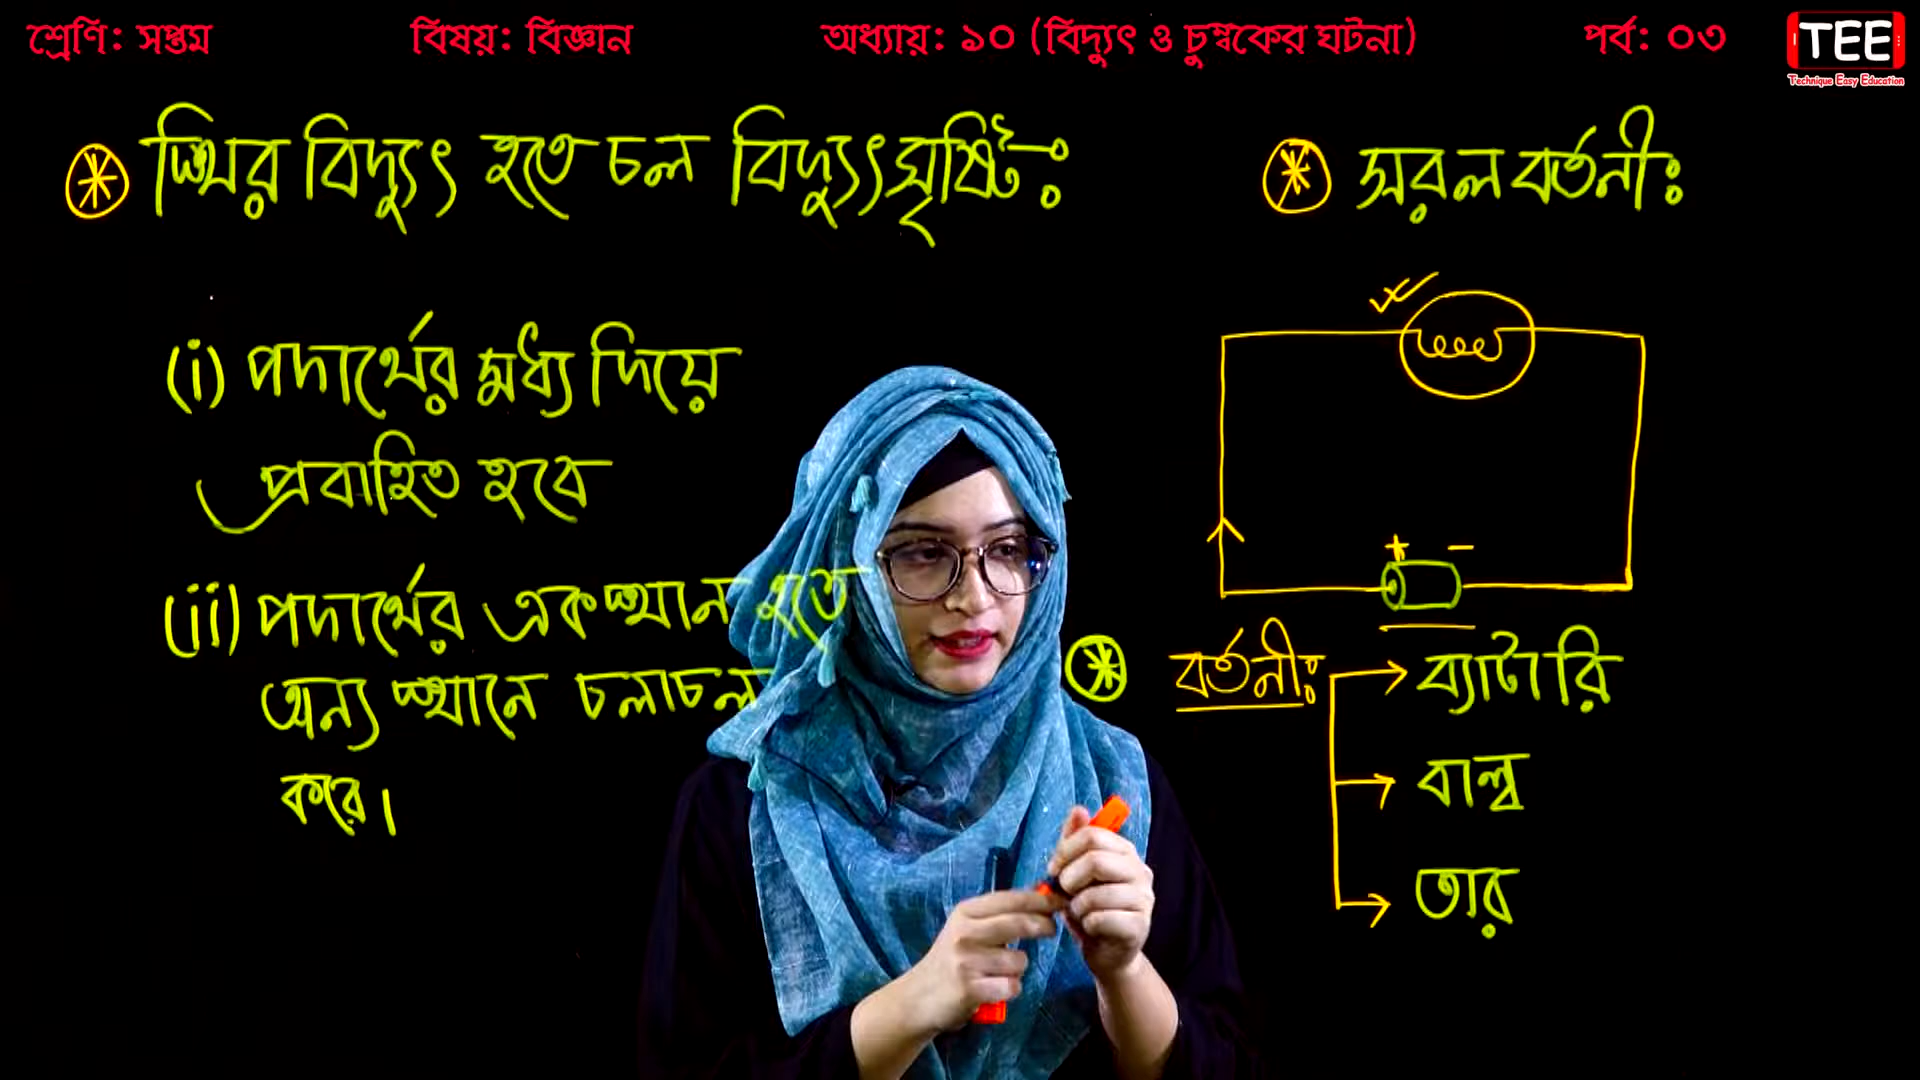 শ্রেণি: সপ্তম
বিষয়: বিজ্ঞান
অধ্যায়: ১০ (বিদ্যুৎ ও চুম্বকের ঘটনা)
পর্ব: ০৩
TEE
Technique Easy Education
স্থির বিদ্যুৎ হতে চল বিদ্যুৎ সৃষ্টিঃ
(i) পদার্থের মধ্য দিয়ে
প্রবাহিত হবে
(ii) পদার্থের একস্থান হতে
অন্য স্থানে চলাচল
করে।
সরল বর্তনীঃ
+ −
বর্তনীঃ
ব্যাটারি
বাল্ব
তার